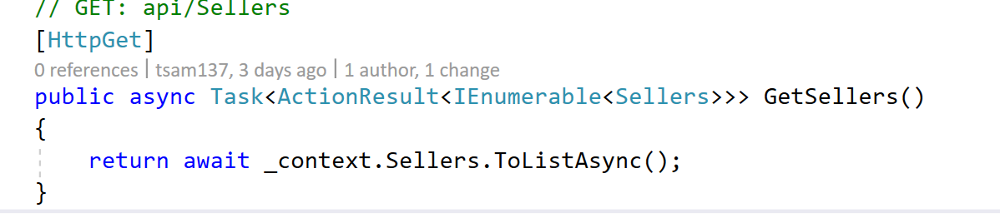 // GET: api/Sellers
[HttpGet]
0 references | tsam137, 3 days ago | 1 author, 1 change
public async Task<ActionResult<IEnumerable<Sellers>>> GetSellers()
{
return await _context.Sellers.ToListAsync();
}